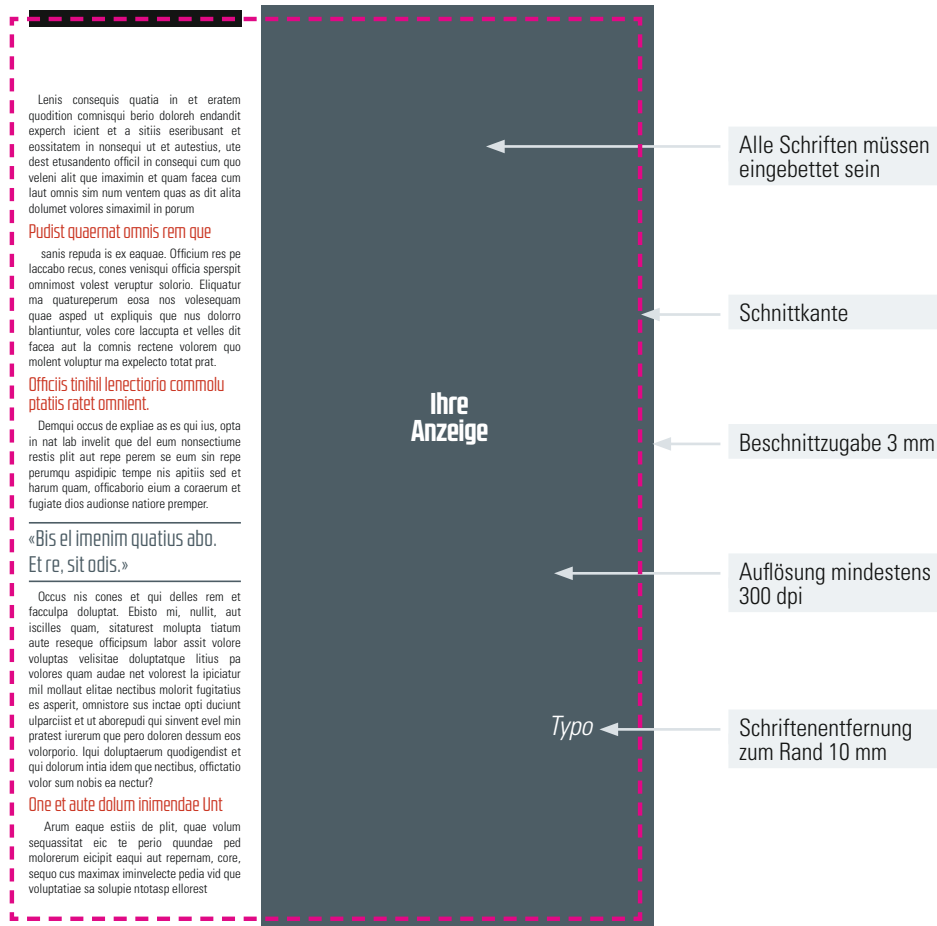 Lenis consequis quatia in et eratem
quodition comnisqui berio doloreh endandit
experch icient et a sitiis eseribusant et
eossitatem in nonsequi ut et autestius, ute
dest etusandento officil in consequi cum quo
veleni alit que imaximin et quam facea cum
laut omnis sim num ventem quas as dit alita
dolumet volores simaximil in porum
Pudist quaernat omnis rem que
sanis repuda is ex eaquae. Officium res pe
laccabo recus, cones venisqui officia sperspit
omnimost volest veruptur solorio. Eliquatur
ma quatureperum eosa nos volesequam
quae asped ut expliquis que nus dolorro
blantiuntur, voles core laccupta et velles dit
facea aut la comnis rectene volorem quo
molent voluptur ma expelecto totat prat.
Officiis tinihil lenectiorio commolu
ptatiis ratet omnient.
Demqui occus de expliae as es qui ius, opta
in nat lab invelit que del eum nonsectiume
restis plit aut repe perem se eum sin repe
perumqu aspidipic tempe nis apitiis sed et
harum quam, officaborio eium a coraerum et
fugiate dios audionse natiore premper.
«Bis el imenim quatius abo.
Et re, sit odis.»
Occus nis cones et qui delles rem et
facculpa doluptat. Ebisto mi, nullit, aut
iscilles quam, sitaturest molupta tiatum
aute reseque officipsum labor assit volore
voluptas velisitae doluptatque litius pa
volores quam audae net volorest la ipiciatur
mil mollaut elitae nectibus molorit fugitatius
es asperit, omnistore sus inctae opti duciunt
ulparciist et ut aborepudi qui sinvent evel min
pratest iurerum que pero doloren dessum eos
volorporio. Iqui doluptaerum quodigendist et
qui dolorum intia idem que nectibus, offictatio
volor sum nobis ea nectur?
One et aute dolum inimendae Unt
Arum eaque estiis de plit, quae volum
sequassitat eic te perio quundae ped
molorerum eicipit eaqui aut repernam, core,
sequo cus maximax iminvelecte pedia vid que
voluptatiae sa solupie ntotasp ellorest
Ihre
Anzeige
Typo
Alle Schriften müssen
eingebettet sein
Schnittkante
Beschnittzugabe 3 mm
Auflösung mindestens
300 dpi
Schriftenentfernung
zum Rand 10 mm